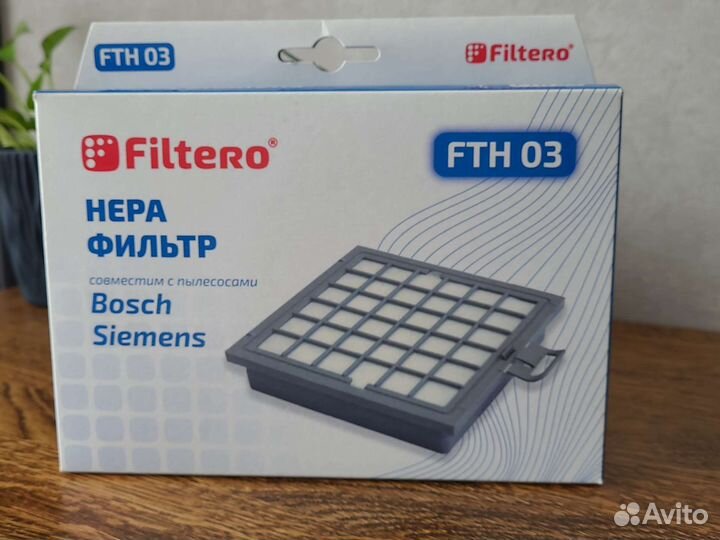 FTH 03
Filtero®
Filtero®
FTH 03
HEPA
ФИЛЬТР
совместим с пылесосами
Bosch
Siemens
Avito